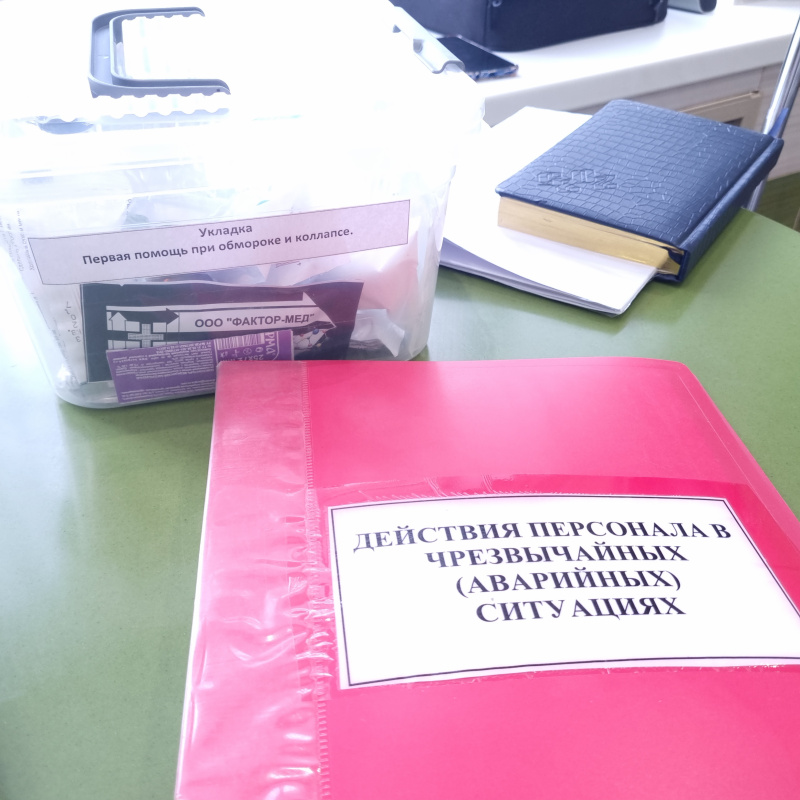 Укладка
Первая помощь при обмороке и коллапсе.
ООО "ФАКТОР-МЕД"
ДЕЙСТВИЯ ПЕРСОНАЛА В
ЧРЕЗВЫЧАЙНЫХ
(АВАРИЙНЫХ)
СИТУАЦИЯХ